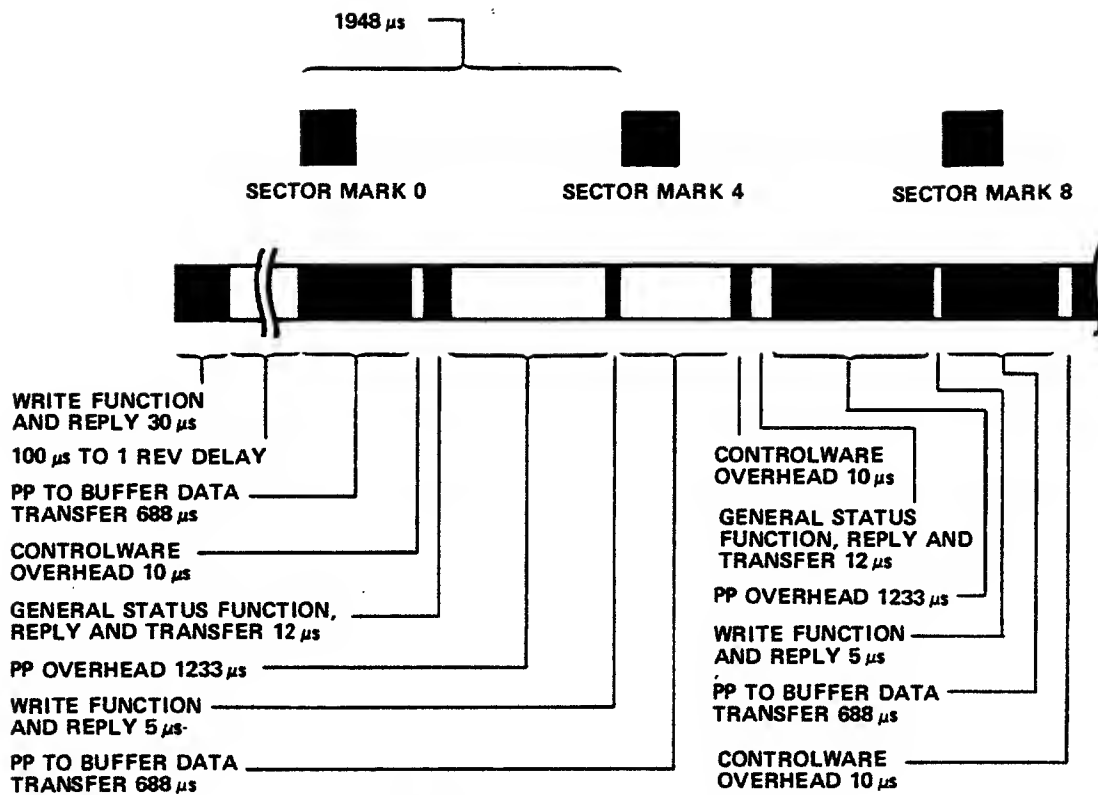 1948 µs
SECTOR MARK 0
SECTOR MARK 4
SECTOR MARK 8
WRITE FUNCTION
AND REPLY 30 µs
100 µs TO 1 REV DELAY
PP TO BUFFER DATA
TRANSFER 688 µs
CONTROLWARE
OVERHEAD 10 µs
GENERAL STATUS FUNCTION,
REPLY AND TRANSFER 12 µs
PP OVERHEAD 1233 µs
WRITE FUNCTION
AND REPLY 5 µs
PP TO BUFFER DATA
TRANSFER 688 µs
CONTROLWARE
OVERHEAD 10 µs
GENERAL STATUS
FUNCTION, REPLY AND
TRANSFER 12 µs
PP OVERHEAD 1233 µs
WRITE FUNCTION
AND REPLY 5 µs
PP TO BUFFER DATA
TRANSFER 688 µs
CONTROLWARE
OVERHEAD 10 µs